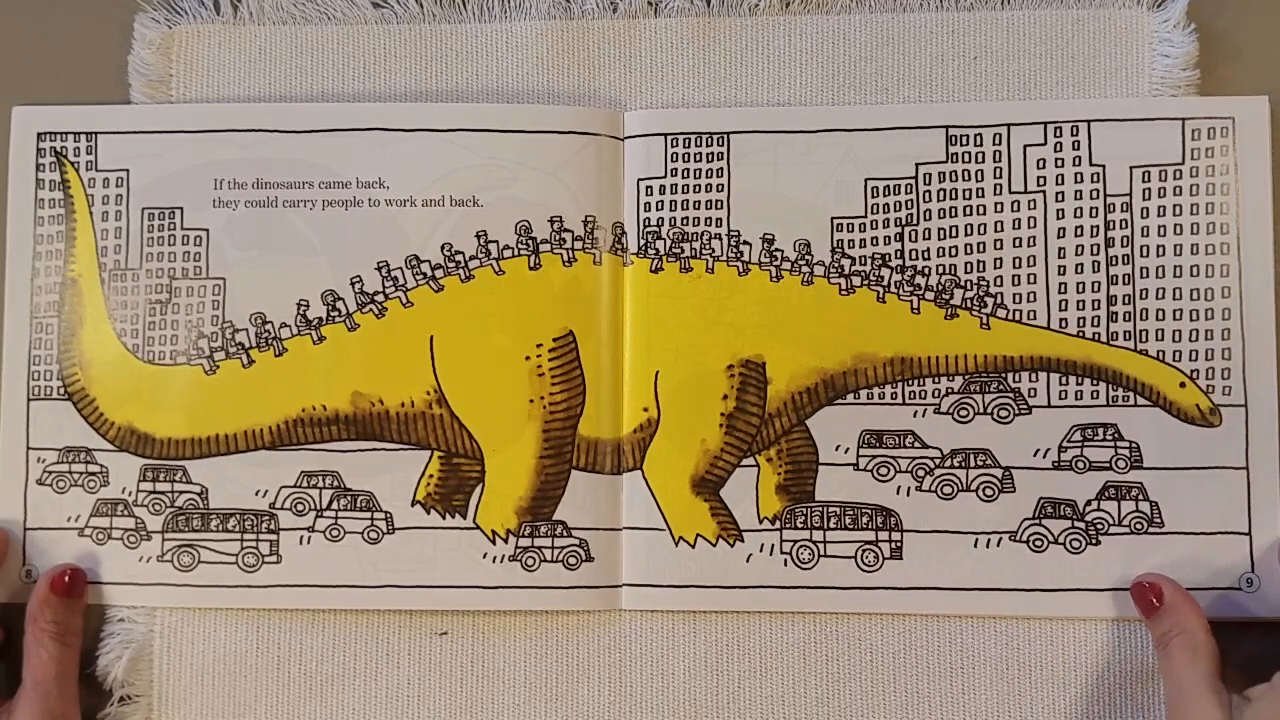 If the dinosaurs came back,
they could carry people to work and back.
8
9